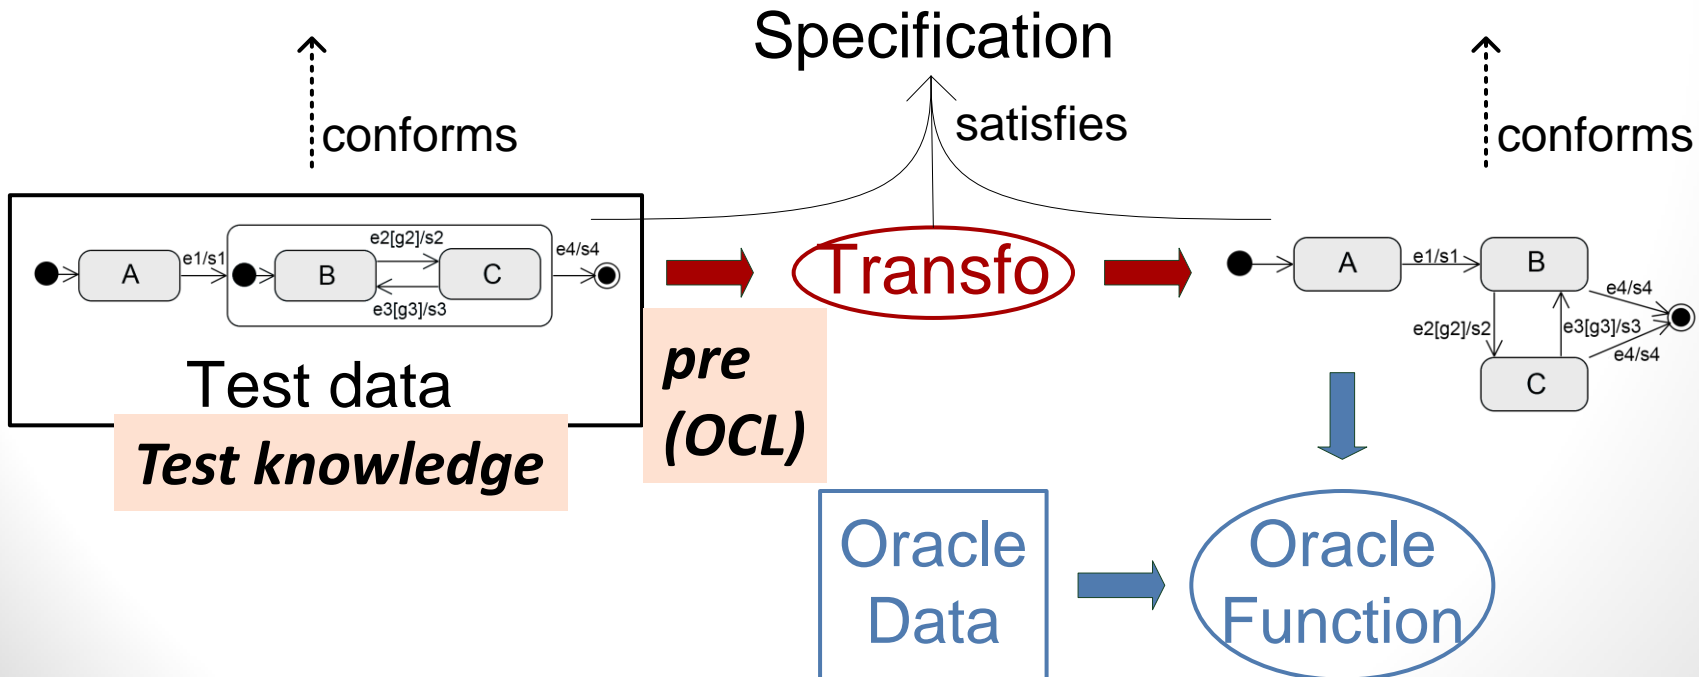 Specification
conforms
satisfies
conforms
A
e1/s1
B
e2[g2]/s2
C
e3[g3]/s3
e4/s4
Test data
Test knowledge
pre
(OCL)
Transfo
A
e1/s1
B
e2[g2]/s2
e3[g3]/s3
e4/s4
e4/s4
C
Oracle
Data
Oracle
Function